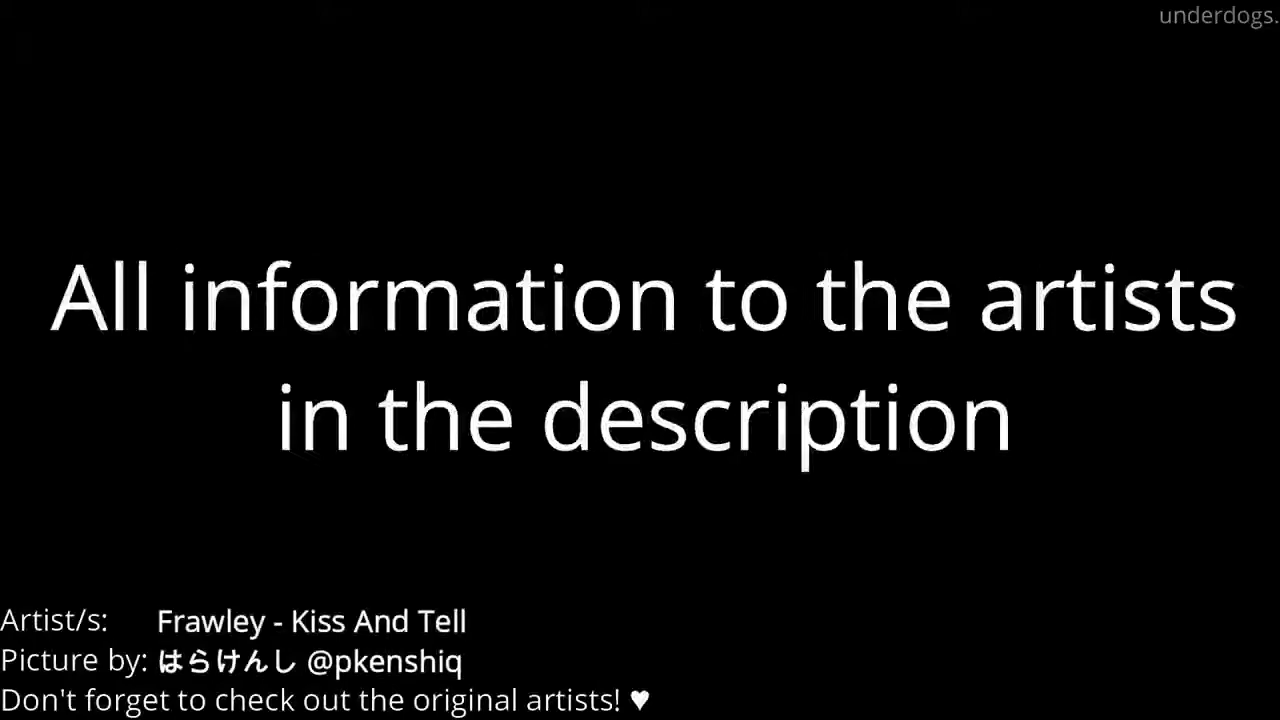 underdogs.
All information to the artists
in the description
Artist/s: Frawley - Kiss And Tell
Picture by: はらけんし @pkenshiq
Don't forget to check out the original artists! ♥